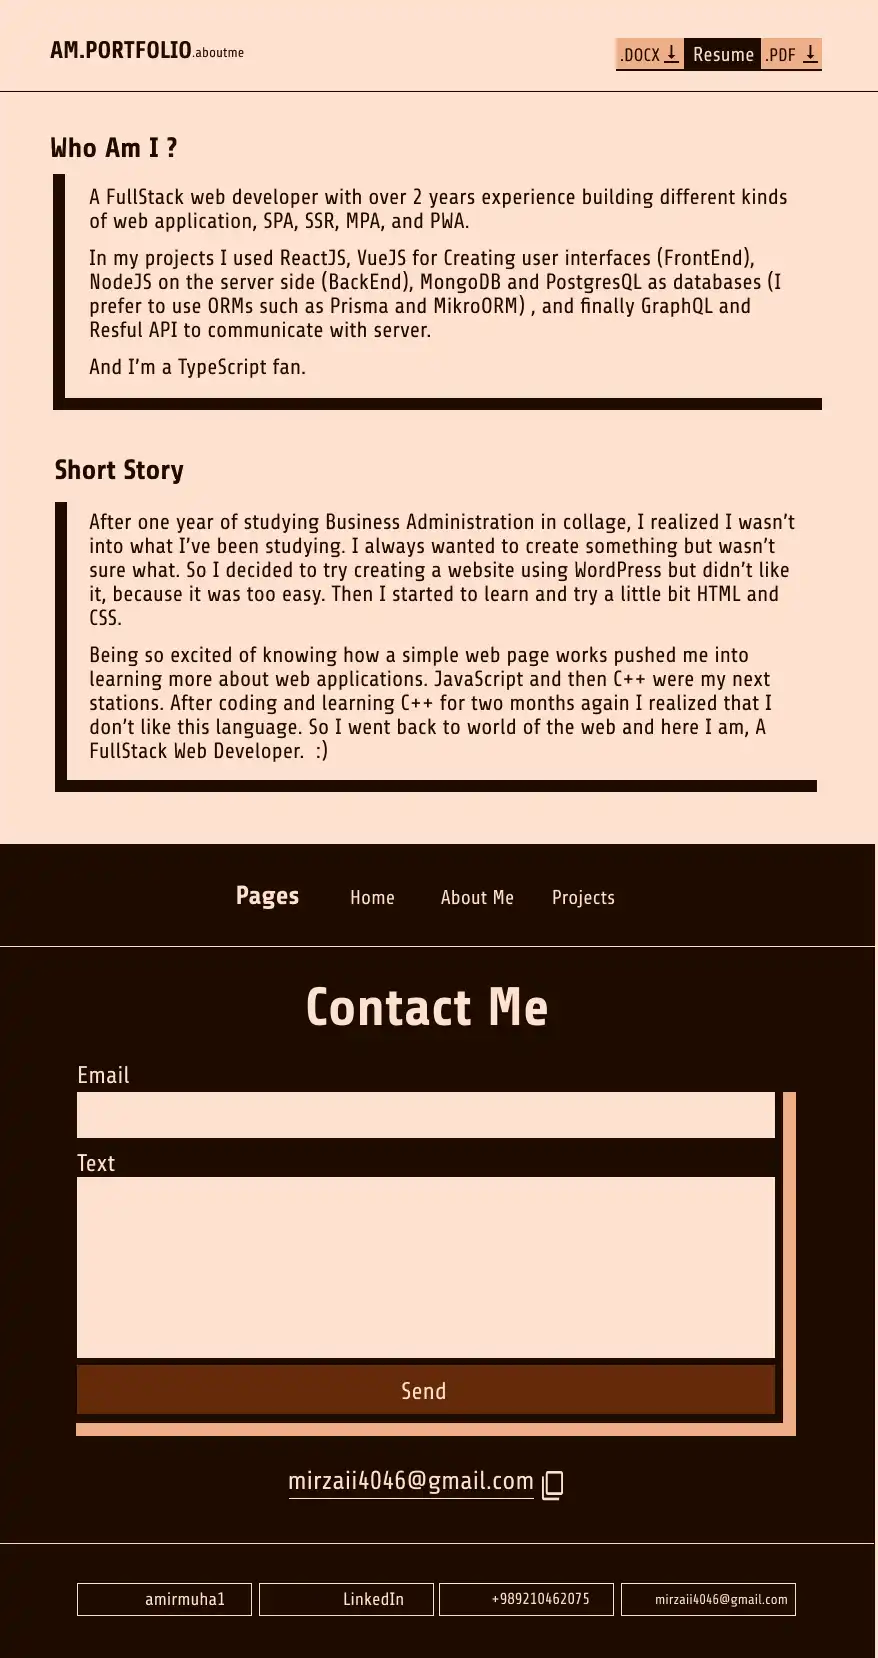 AM.PORTFOLIO.aboutme
.DOCX Resume .PDF
Who Am I ?
A FullStack web developer with over 2 years experience building different kinds
of web application, SPA, SSR, MPA, and PWA.
In my projects I used ReactJS, VueJS for Creating user interfaces (FrontEnd),
NodeJS on the server side (BackEnd), MongoDB and PostgresQL as databases (I
prefer to use ORMs such as Prisma and MikroORM) , and finally GraphQL and
Resful API to communicate with server.
And I’m a TypeScript fan.
Short Story
After one year of studying Business Administration in collage, I realized I wasn’t
into what I’ve been studying. I always wanted to create something but wasn’t
sure what. So I decided to try creating a website using WordPress but didn’t like
it, because it was too easy. Then I started to learn and try a little bit HTML and
CSS.
Being so excited of knowing how a simple web page works pushed me into
learning more about web applications. JavaScript and then C++ were my next
stations. After coding and learning C++ for two months again I realized that I
don’t like this language. So I went back to world of the web and here I am, A
FullStack Web Developer.  :)
Pages Home About Me Projects
Contact Me
Email
Text
Send
mirzaii4046@gmail.com
amirmuha1 LinkedIn +989210462075 mirzaii4046@gmail.com